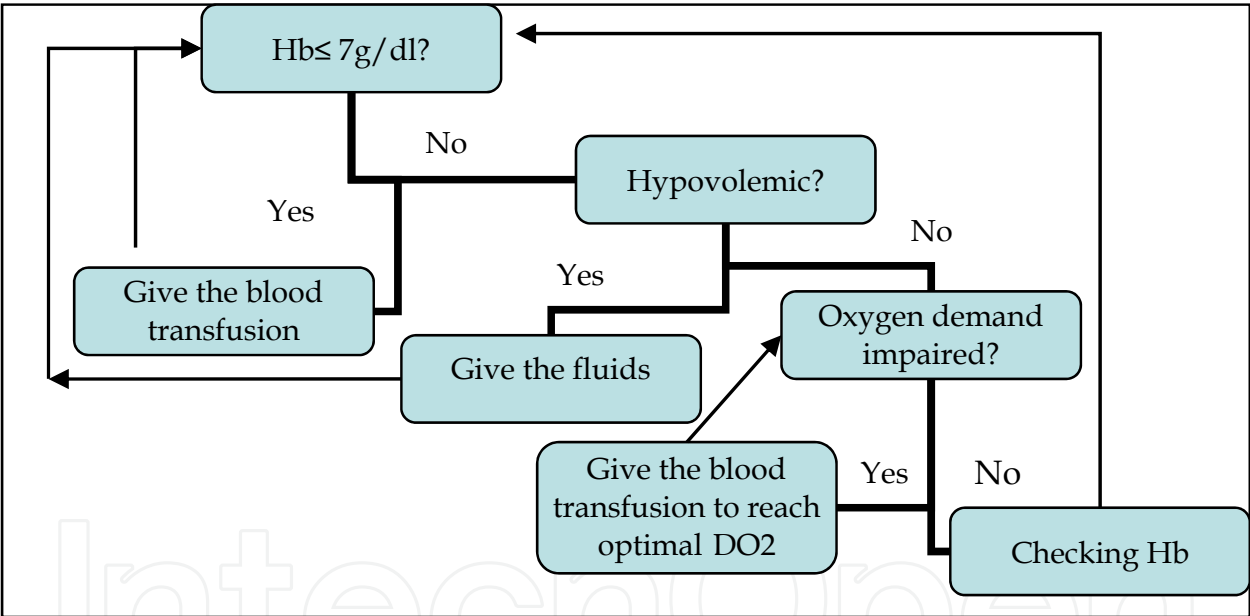 Hb≤ 7g/dl?
No
Hypovolemic?
Yes
No
Give the blood
transfusion
Yes
Oxygen demand
impaired?
Give the fluids
Give the blood
transfusion to reach
optimal DO2
Yes
No
Checking Hb
IntechOpen